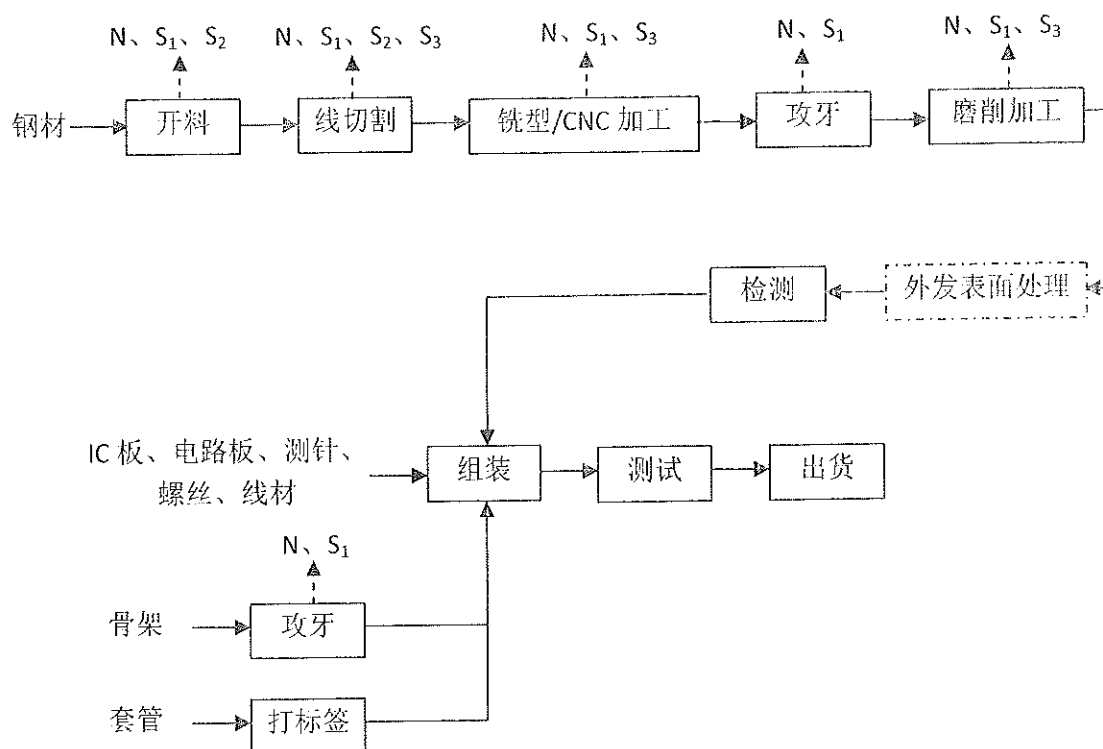 N、S₁、S₂
N、S₁、S₂、S₃
N、S₁、S₃
N、S₁
N、S₁、S₃
钢材
开料
线切割
铣型/CNC 加工
攻牙
磨削加工
检测
外发表面处理
IC 板、电路板、测针、
螺丝、线材
组装
测试
出货
N、S₁
骨架
攻牙
套管
打标签